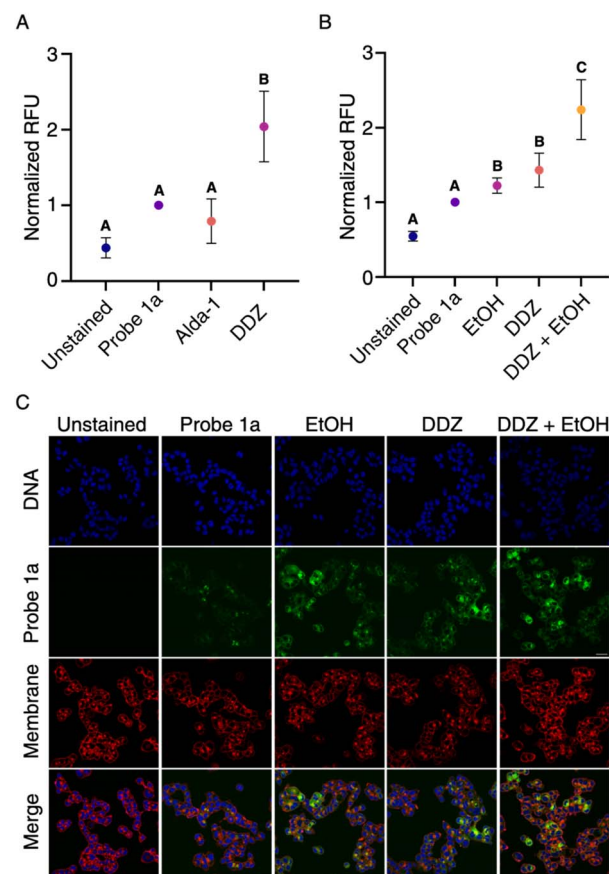 A
Normalized RFU
3
2
1
0
A
A
A
B
Unstained
Probe 1a
Alda-1
DDZ
B
Normalized RFU
3
2
1
0
A
A
B
B
C
Unstained
Probe 1a
EtOH
DDZ
DDZ + EtOH
C
Unstained
Probe 1a
EtOH
DDZ
DDZ + EtOH
DNA
Probe 1a
Membrane
Merge